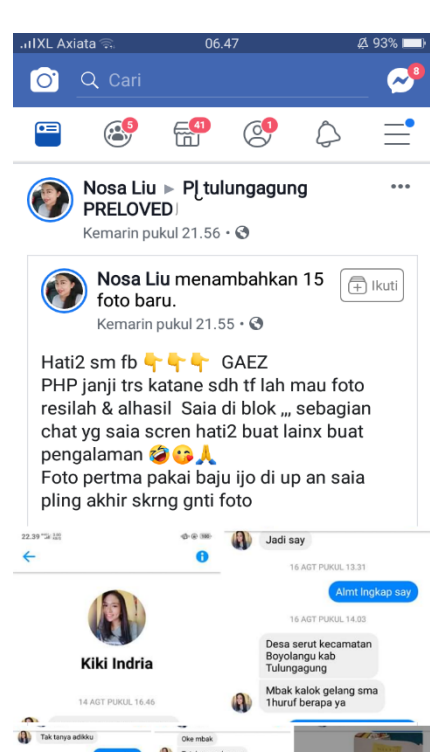 XL Axiata
06.47
93%
Cari
8
5
41
1
Nosa Liu ▶ P[ tulungagung
PRELOVED
Kemarin pukul 21.56
Nosa Liu menambahkan 15
foto baru.
Ikuti
Kemarin pukul 21.55
Hati2 sm fb 👇👇👇 GAEZ
PHP janji trs katane sdh tf lah mau foto
resilah & alhasil Saia di blok ,,, sebagian
chat yg saia scren hati2 buat lainx buat
pengalaman 🤣😋🙏
Foto pertma pakai baju ijo di up an saia
pling akhir skrng gnti foto
22.39
Kiki Indria
14 AGT PUKUL 16.46
Jadi say
16 AGT PUKUL 13.31
Almt lngkap say
16 AGT PUKUL 14.03
Desa serut kecamatan
Boyolangu kab
Tulungagung
Mbak kalok gelang sma
1huruf berapa ya
Tak tanya adikku
Oke mbak